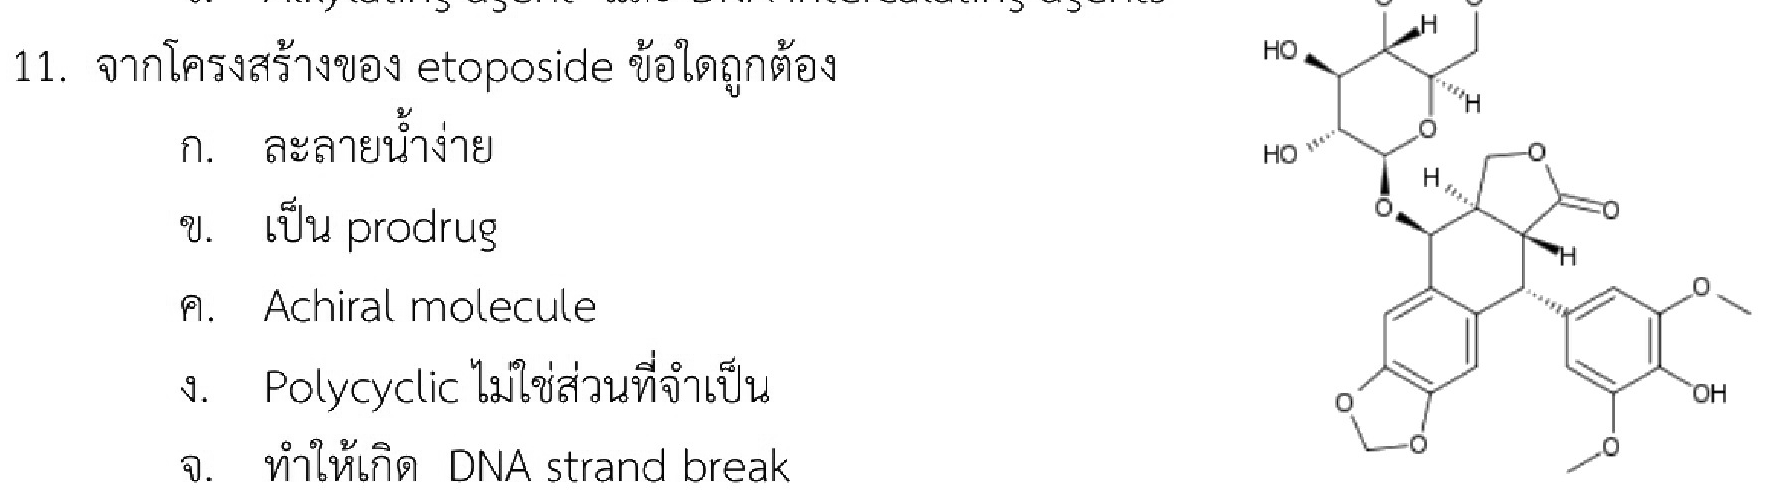 11. จากโครงสร้างของ etoposide ข้อใดถูกต้อง
ก. ละลายน้ำง่าย
ข. เป็น prodrug
ค. Achiral molecule
ง. Polycyclic ไม่ใช่ส่วนที่จำเป็น
จ. ทำให้เกิด DNA strand break
H
HO
H
O
HO
O
H
O
O
H
O
O
OH
O
O
O